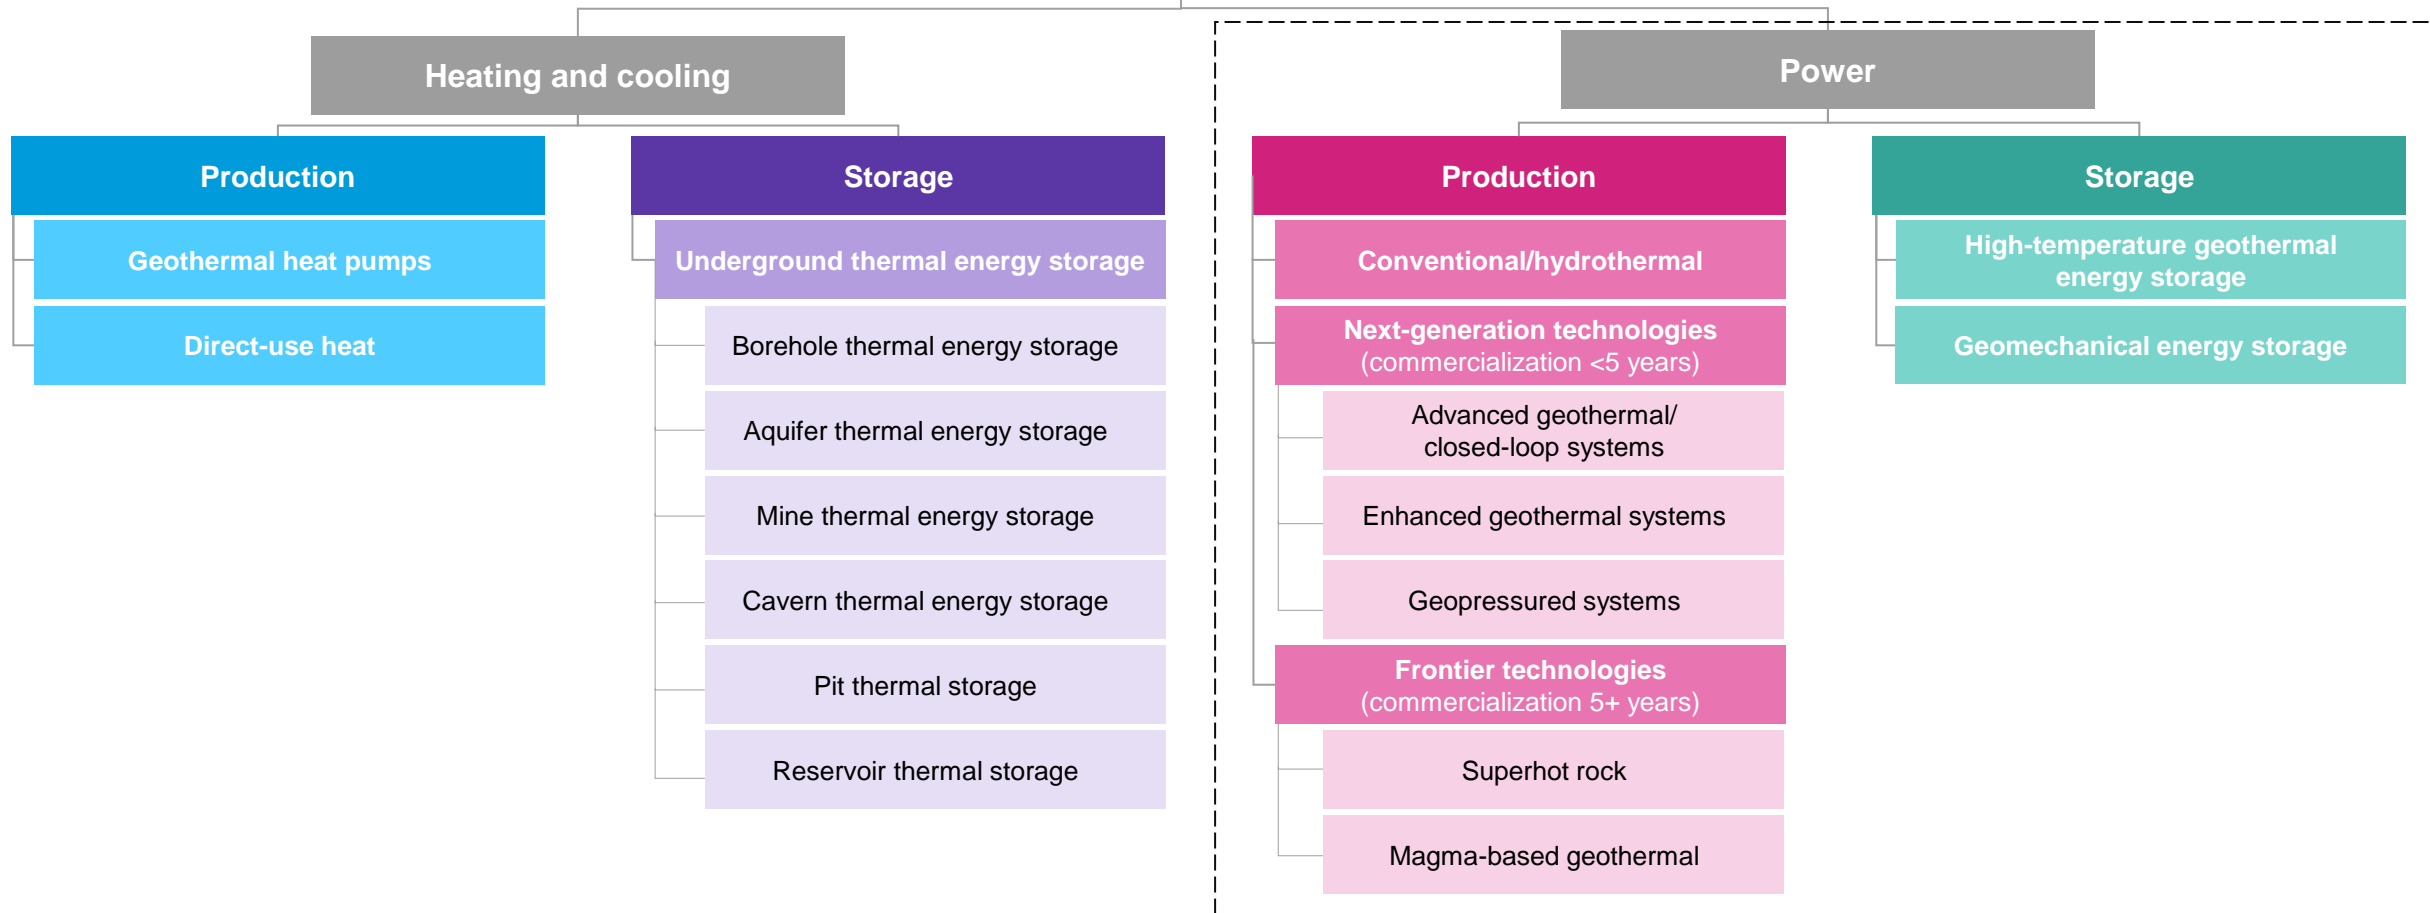 Heating and cooling
Power
Production
Geothermal heat pumps
Direct-use heat
Storage
Underground thermal energy storage
Borehole thermal energy storage
Aquifer thermal energy storage
Mine thermal energy storage
Cavern thermal energy storage
Pit thermal storage
Reservoir thermal storage
Production
Conventional/hydrothermal
Next-generation technologies
(commercialization <5 years)
Advanced geothermal/
closed-loop systems
Enhanced geothermal systems
Geopressured systems
Frontier technologies
(commercialization 5+ years)
Superhot rock
Magma-based geothermal
Storage
High-temperature geothermal
energy storage
Geomechanical energy storage